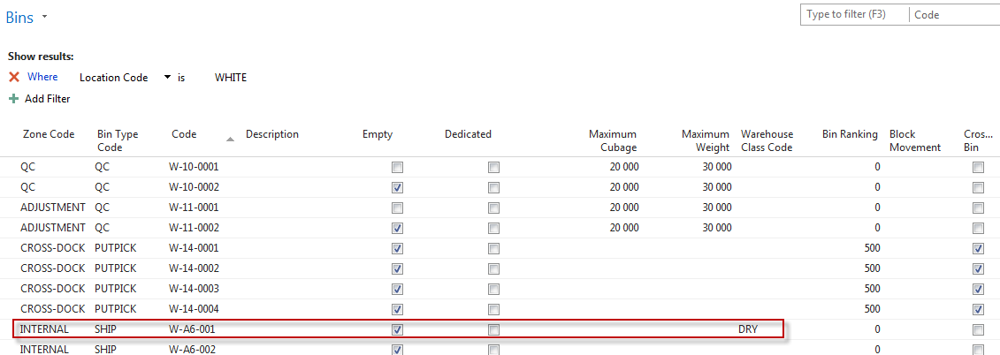 Bins
Type to filter (F3) Code
Show results:
Where Location Code is WHITE
Add Filter
Zone Code Bin Type Code Code Description Empty Dedicated Maximum Cubage Maximum Weight Warehouse Class Code Bin Ranking Block Movement Cros... Bin
QC QC W-10-0001 20 000 30 000 0
QC QC W-10-0002 20 000 30 000 0
ADJUSTMENT QC W-11-0001 20 000 30 000 0
ADJUSTMENT QC W-11-0002 20 000 30 000 0
CROSS-DOCK PUTPICK W-14-0001 500
CROSS-DOCK PUTPICK W-14-0002 500
CROSS-DOCK PUTPICK W-14-0003 500
CROSS-DOCK PUTPICK W-14-0004 500
INTERNAL SHIP W-A6-001 DRY 0
INTERNAL SHIP W-A6-002 0